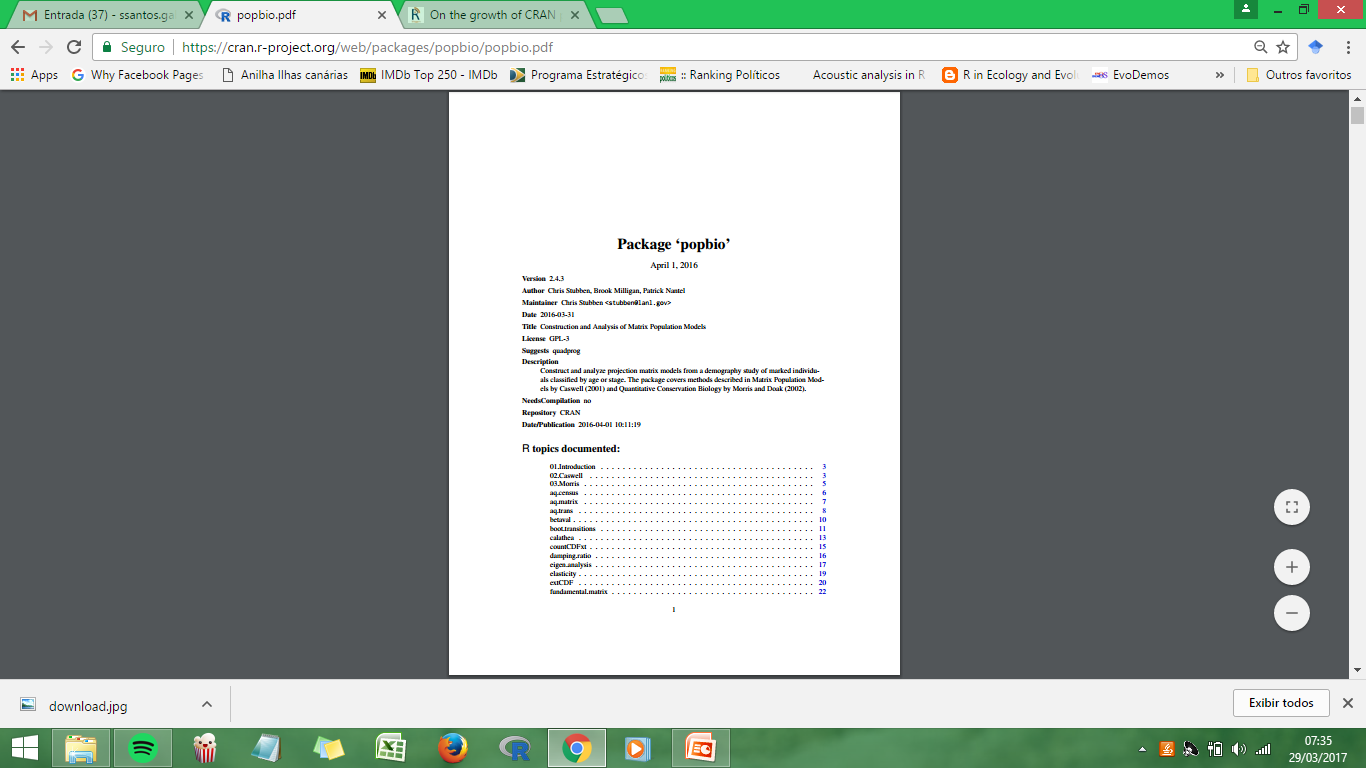 Entrada (37) - ssantos.ga
popbio.pdf
On the growth of CRAN
Seguro
https://cran.r-project.org/web/packages/popbio/popbio.pdf
Apps
Why Facebook Pages
Anilha Ilhas canárias
IMDb Top 250 - IMDb
Programa Estratégico
:: Ranking Políticos
Acoustic analysis in R
R in Ecology and Evol
EvoDemos
»
Outros favoritos
Package ‘popbio’
April 1, 2016
Version 2.4.3
Author Chris Stubben, Brook Milligan, Patrick Nantel
Maintainer Chris Stubben <stubben@lanl.gov>
Date 2016-03-31
Title Construction and Analysis of Matrix Population Models
License GPL-3
Suggests quadprog
Description
Construct and analyze projection matrix models from a demography study of marked individu-
als classified by age or stage. The package covers methods described in Matrix Population Mod-
els by Caswell (2001) and Quantitative Conservation Biology by Morris and Doak (2002).
NeedsCompilation no
Repository CRAN
Date/Publication 2016-04-01 10:11:19
R topics documented:
01.Introduction . . . . . . . . . . . . . . . . . . . . . . . . . . . . . . . . . . . . . . . 3
02.Caswell . . . . . . . . . . . . . . . . . . . . . . . . . . . . . . . . . . . . . . . . . 3
03.Morris . . . . . . . . . . . . . . . . . . . . . . . . . . . . . . . . . . . . . . . . . . 5
aq.census . . . . . . . . . . . . . . . . . . . . . . . . . . . . . . . . . . . . . . . . . . 6
aq.matrix . . . . . . . . . . . . . . . . . . . . . . . . . . . . . . . . . . . . . . . . . . 7
aq.trans . . . . . . . . . . . . . . . . . . . . . . . . . . . . . . . . . . . . . . . . . . . 8
betaval . . . . . . . . . . . . . . . . . . . . . . . . . . . . . . . . . . . . . . . . . . . 10
boot.transitions . . . . . . . . . . . . . . . . . . . . . . . . . . . . . . . . . . . . . . . 11
calathea . . . . . . . . . . . . . . . . . . . . . . . . . . . . . . . . . . . . . . . . . . . 13
countCDFxt . . . . . . . . . . . . . . . . . . . . . . . . . . . . . . . . . . . . . . . . . 15
damping.ratio . . . . . . . . . . . . . . . . . . . . . . . . . . . . . . . . . . . . . . . . 16
eigen.analysis . . . . . . . . . . . . . . . . . . . . . . . . . . . . . . . . . . . . . . . . 17
elasticity . . . . . . . . . . . . . . . . . . . . . . . . . . . . . . . . . . . . . . . . . . 19
extCDF . . . . . . . . . . . . . . . . . . . . . . . . . . . . . . . . . . . . . . . . . . . 20
fundamental.matrix . . . . . . . . . . . . . . . . . . . . . . . . . . . . . . . . . . . . . 22
1
download.jpg
Exibir todos
07:35
29/03/2017